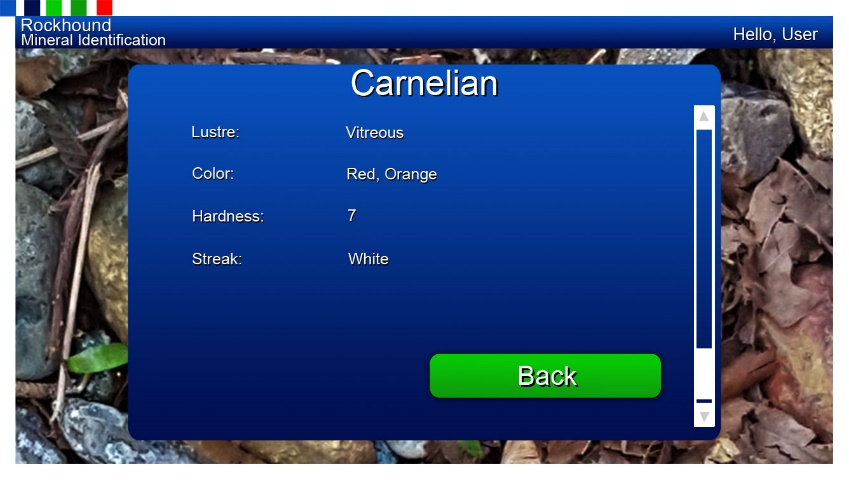 Rockhound
Mineral Identification
Hello, User
Carnelian
Lustre: Vitreous
Color: Red, Orange
Hardness: 7
Streak: White
Back